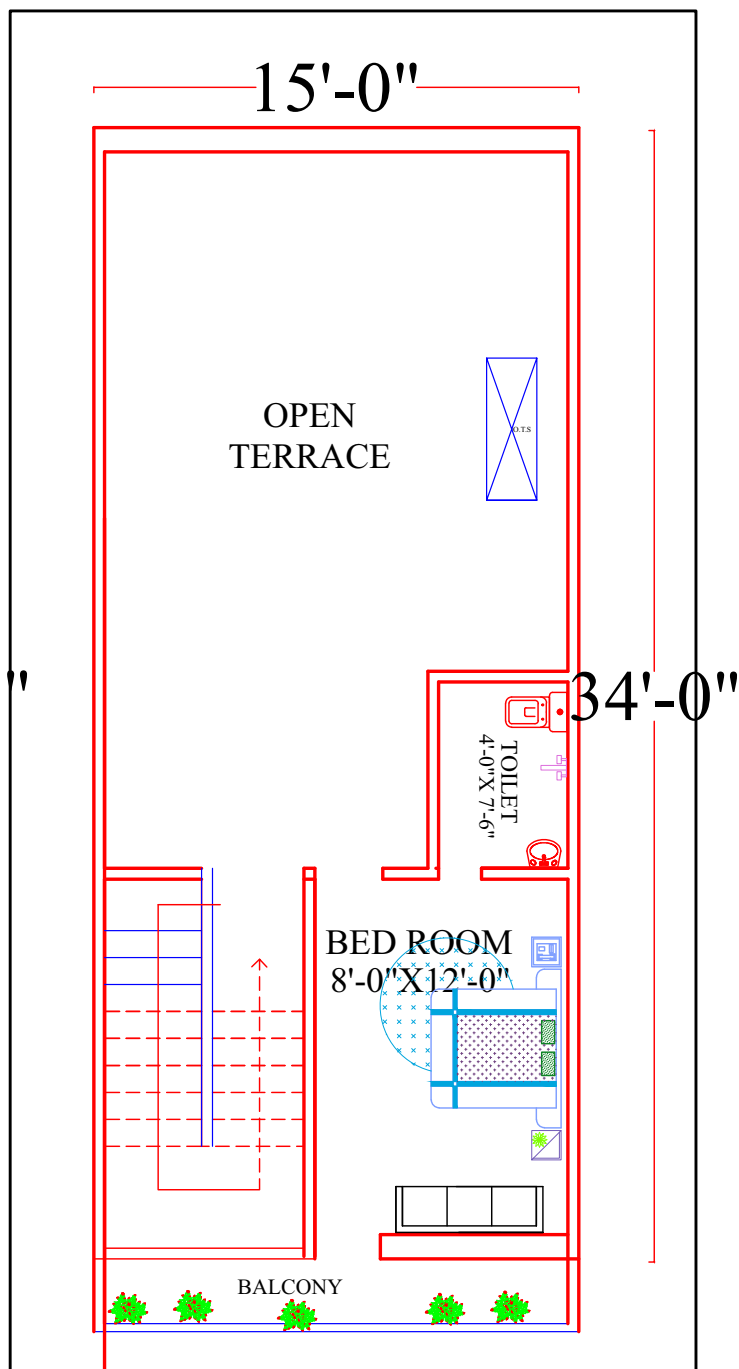 15'-0"
OPEN
TERRACE
O.T.S
"
34'-0"
TOILET
4'-0"X 7'-6"
BED ROOM
8'-0"X12'-0"
BALCONY